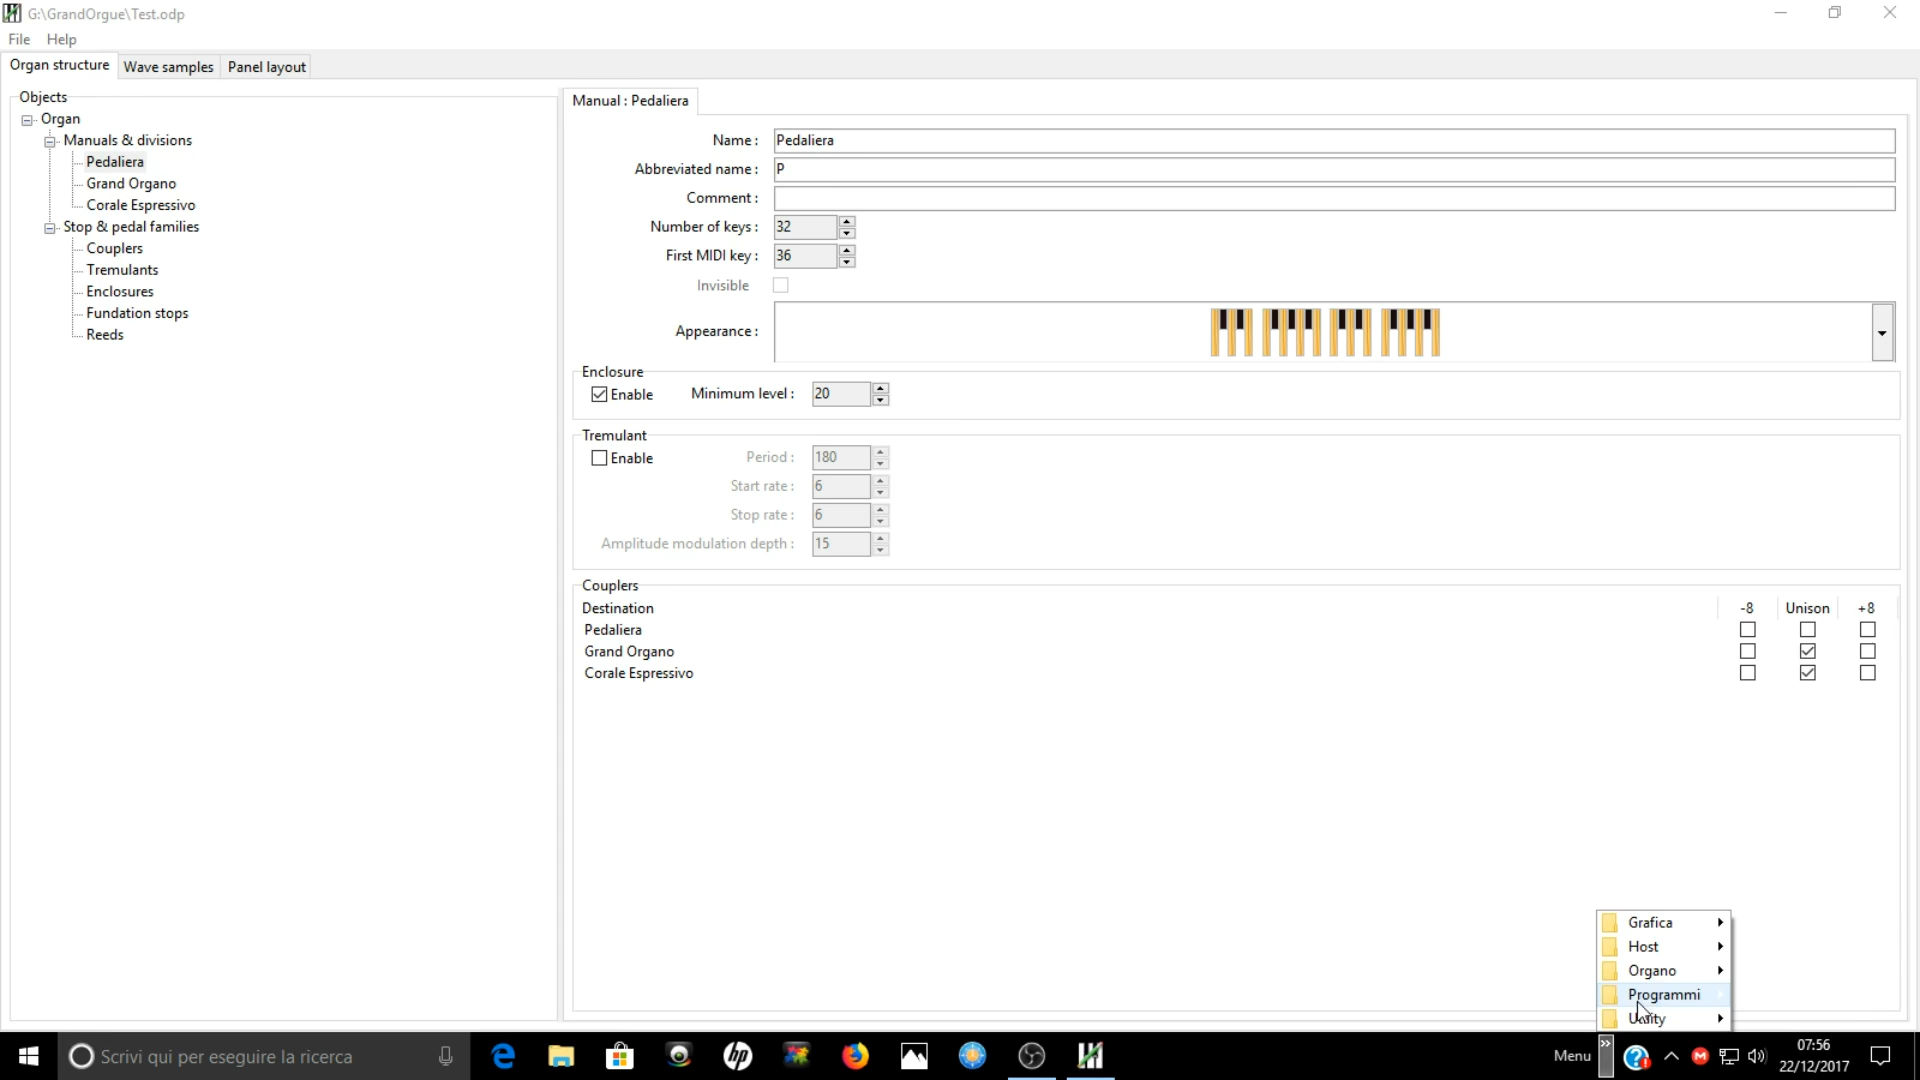 G:\GrandOrgue\Test.odp
File Help
Organ structure Wave samples Panel layout
Objects
Organ
Manuals & divisions
Pedaliera
Grand Organo
Corale Espressivo
Stop & pedal families
Couplers
Tremulants
Enclosures
Fundation stops
Reeds
Manual : Pedaliera
Name : Pedaliera
Abbreviated name : P
Comment :
Number of keys : 32
First MIDI key : 36
Invisible
Appearance :
Enclosure
Enable Minimum level : 20
Tremulant
Enable Period : 180
Start rate : 6
Stop rate : 6
Amplitude modulation depth : 15
Couplers
Destination -8 Unison +8
Pedaliera
Grand Organo
Corale Espressivo
Grafica
Host
Organo
Programmi
Utility
Scrivi qui per eseguire la ricerca
Menu »
07:56
22/12/2017